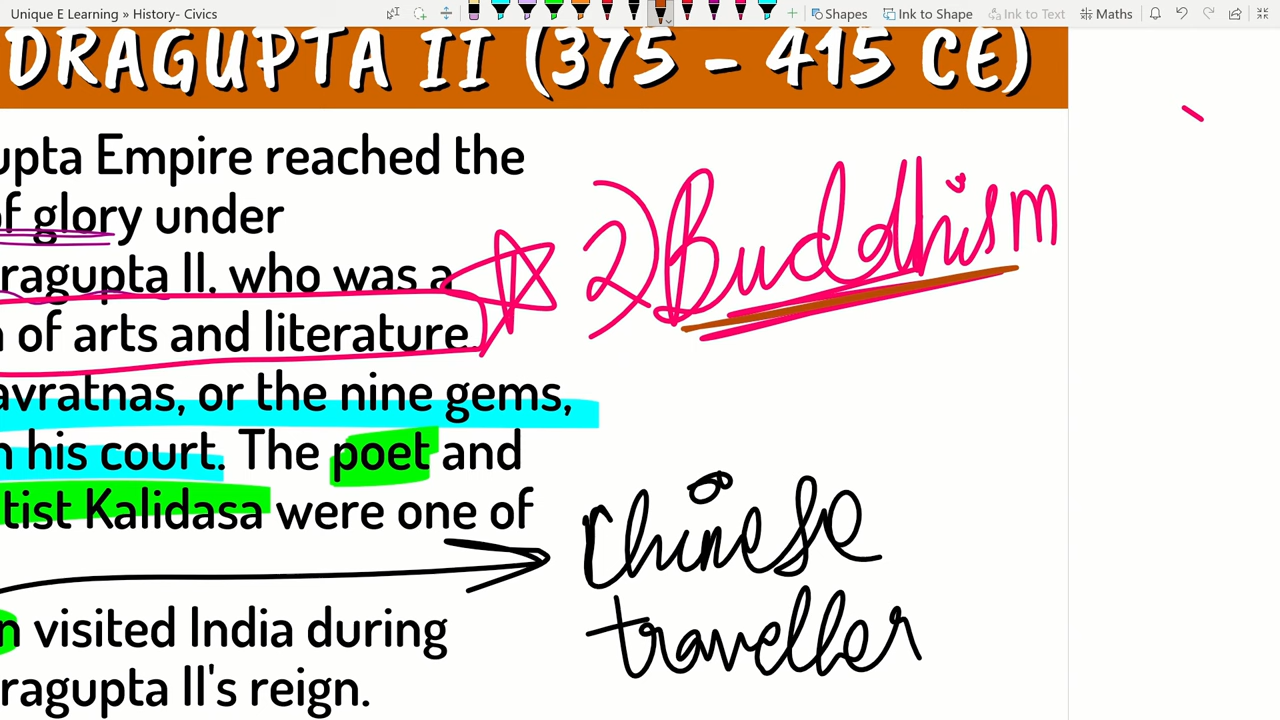 Unique E Learning » History- Civics
Shapes Ink to Shape Ink to Text Maths
DRAGUPTA II (375 - 415 CE)
upta Empire reached the
of glory under
ragupta II. who was a
of arts and literature.
avratnas, or the nine gems,
his court. The poet and
tist Kalidasa were one of
n visited India during
ragupta II's reign.
2) Buddhism
Chinese
traveller